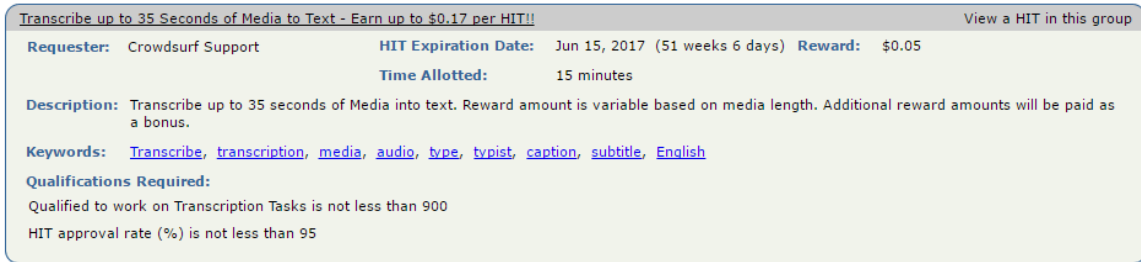 Transcribe up to 35 Seconds of Media to Text - Earn up to $0.17 per HIT!! View a HIT in this group
Requester: Crowdsurf Support HIT Expiration Date: Jun 15, 2017 (51 weeks 6 days) Reward: $0.05
Time Allotted: 15 minutes
Description: Transcribe up to 35 seconds of Media into text. Reward amount is variable based on media length. Additional reward amounts will be paid as
a bonus.
Keywords: Transcribe, transcription, media, audio, type, typist, caption, subtitle, English
Qualifications Required:
Qualified to work on Transcription Tasks is not less than 900
HIT approval rate (%) is not less than 95